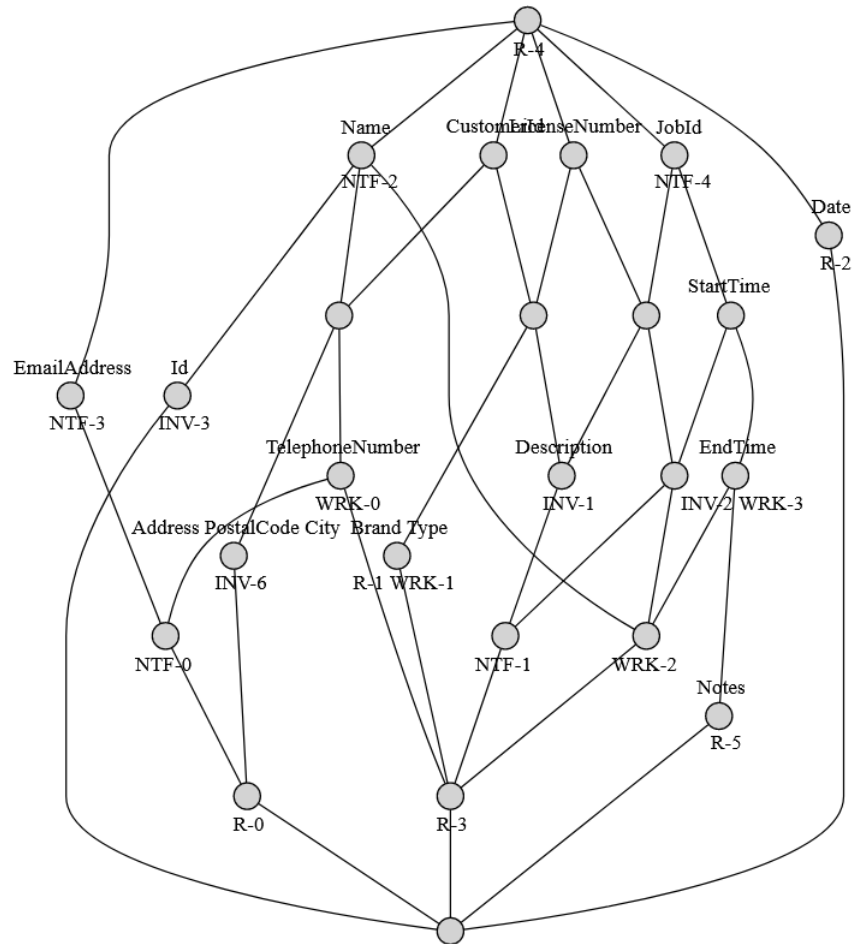 R-4
Name
CustomerId
LicenseNumber
JobId
NTF-2
NTF-4
Date
R-2
StartTime
EmailAddress
Id
NTF-3
INV-3
TelephoneNumber
Description
EndTime
WRK-0
INV-1
INV-2
WRK-3
Address PostalCode City
Brand Type
INV-6
R-1 WRK-1
NTF-0
NTF-1
WRK-2
Notes
R-5
R-0
R-3